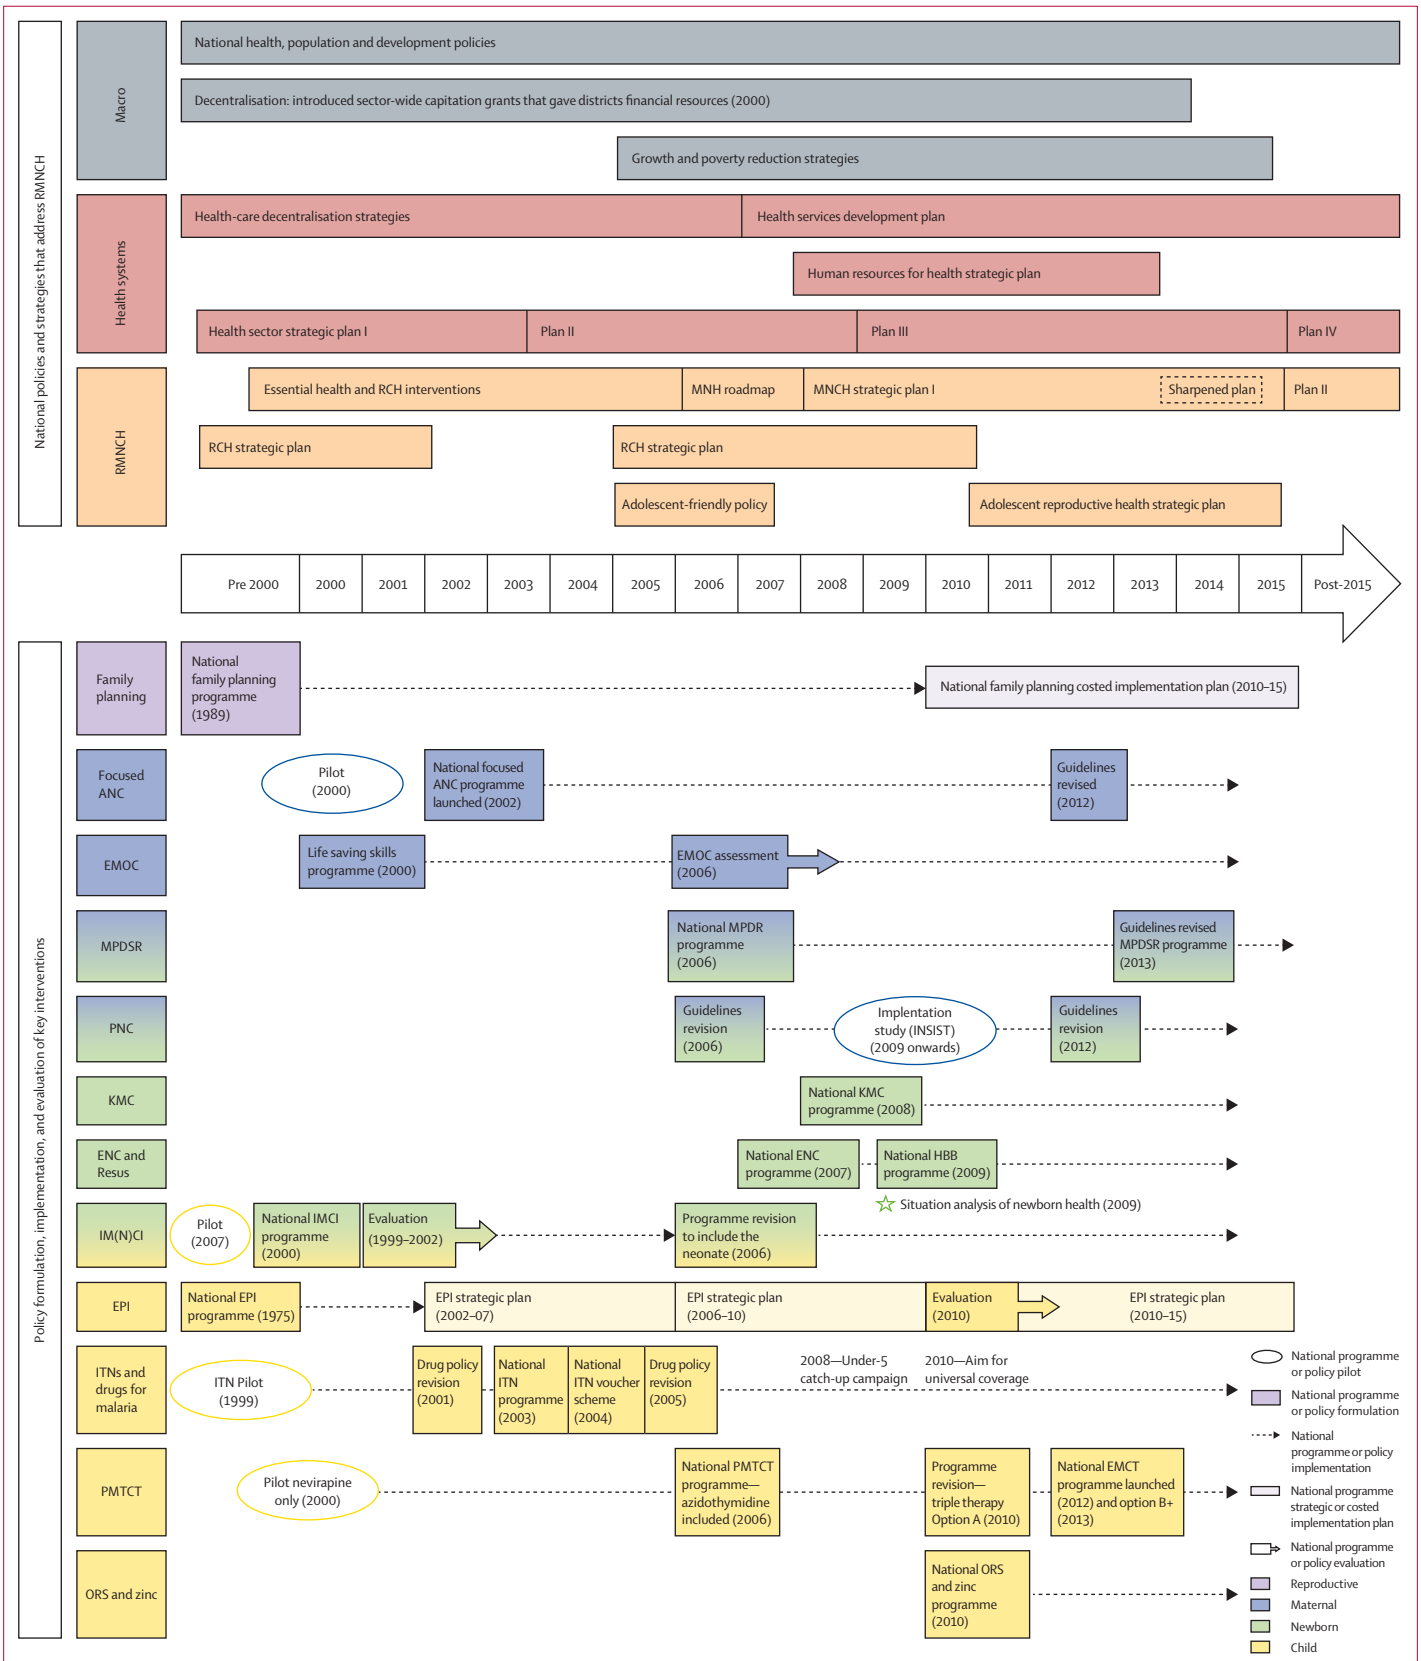 National policies and strategies that address RMNCH
Macro
National health, population and development policies
Decentralisation: introduced sector-wide capitation grants that gave districts financial resources (2000)
Growth and poverty reduction strategies
Health systems
Health-care decentralisation strategies
Health services development plan
Human resources for health strategic plan
Health sector strategic plan I
Plan II
Plan III
Plan IV
RMNCH
Essential health and RCH interventions
MNH roadmap
MNCH strategic plan I
Sharpened plan
Plan II
RCH strategic plan
RCH strategic plan
Adolescent-friendly policy
Adolescent reproductive health strategic plan
Pre 2000
2000
2001
2002
2003
2004
2005
2006
2007
2008
2009
2010
2011
2012
2013
2014
2015
Post-2015
Policy formulation, implementation, and evaluation of key interventions
Family
planning
National
family planning
programme
(1989)
National family planning costed implementation plan (2010–15)
Focused
ANC
Pilot
(2000)
National focused
ANC programme
launched (2002)
Guidelines
revised
(2012)
EMOC
Life saving skills
programme (2000)
EMOC assessment
(2006)
MPDSR
National MPDR
programme
(2006)
Guidelines revised
MPDSR programme
(2013)
PNC
Guidelines
revision
(2006)
Implentation
study (INSIST)
(2009 onwards)
Guidelines
revision
(2012)
KMC
National KMC
programme (2008)
ENC and
Resus
National ENC
programme (2007)
National HBB
programme (2009)
Situation analysis of newborn health (2009)
IM(N)CI
Pilot
(2007)
National IMCI
programme
(2000)
Evaluation
(1999–2002)
Programme revision
to include the
neonate (2006)
EPI
National EPI
programme (1975)
EPI strategic plan
(2002–07)
EPI strategic plan
(2006–10)
Evaluation
(2010)
EPI strategic plan
(2010–15)
ITNs and
drugs for
malaria
ITN Pilot
(1999)
Drug policy
revision
(2001)
National
ITN
programme
(2003)
National
ITN voucher
scheme
(2004)
Drug policy
revision
(2005)
2008—Under-5
catch-up campaign
2010—Aim for
universal coverage
PMTCT
Pilot nevirapine
only (2000)
National PMTCT
programme—
azidothymidine
included (2006)
Programme
revision—
triple therapy
Option A (2010)
National EMCT
programme launched
(2012) and option B+
(2013)
ORS and zinc
National ORS
and zinc
programme
(2010)
National programme
or policy pilot
National programme
or policy formulation
National
programme or policy
implementation
National programme
strategic or costed
implementation plan
National programme
or policy evaluation
Reproductive
Maternal
Newborn
Child